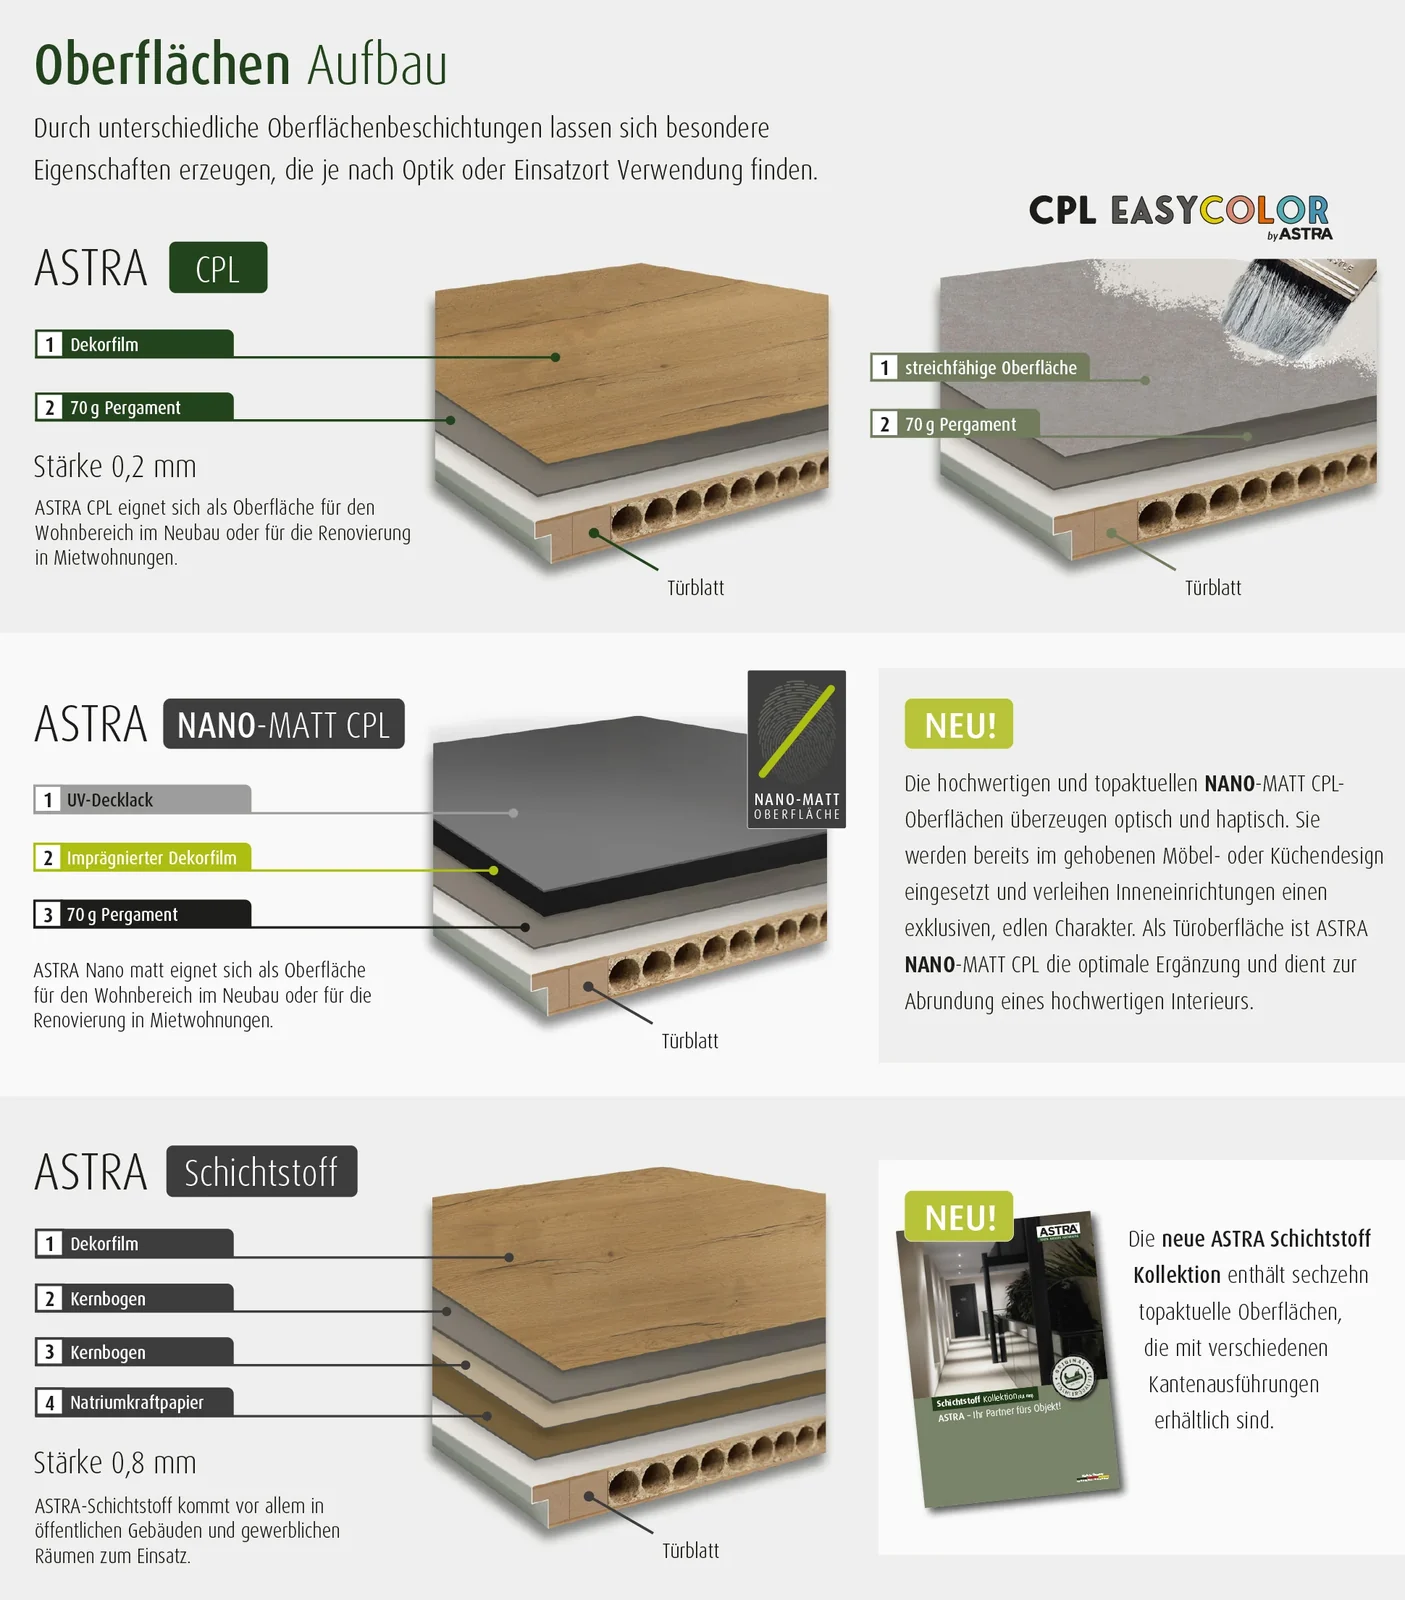 Oberflächen Aufbau
Durch unterschiedliche Oberflächenbeschichtungen lassen sich besondere
Eigenschaften erzeugen, die je nach Optik oder Einsatzort Verwendung finden.
ASTRA CPL
1 Dekorfilm
2 70 g Pergament
Stärke 0,2 mm
ASTRA CPL eignet sich als Oberfläche für den
Wohnbereich im Neubau oder für die Renovierung
in Mietwohnungen.
Türblatt
CPL EASYCOLOR
by ASTRA
1 streichfähige Oberfläche
2 70 g Pergament
Türblatt
ASTRA NANO-MATT CPL
1 UV-Decklack
2 Imprägnierter Dekorfilm
3 70 g Pergament
ASTRA Nano matt eignet sich als Oberfläche
für den Wohnbereich im Neubau oder für die
Renovierung in Mietwohnungen.
NANO-MATT
OBERFLÄCHE
Türblatt
NEU!
Die hochwertigen und topaktuellen NANO-MATT CPL-
Oberflächen überzeugen optisch und haptisch. Sie
werden bereits im gehobenen Möbel- oder Küchendesign
eingesetzt und verleihen Inneneinrichtungen einen
exklusiven, edlen Charakter. Als Türoberfläche ist ASTRA
NANO-MATT CPL die optimale Ergänzung und dient zur
Abrundung eines hochwertigen Interieurs.
ASTRA Schichtstoff
1 Dekorfilm
2 Kernbogen
3 Kernbogen
4 Natriumkraftpapier
Stärke 0,8 mm
ASTRA-Schichtstoff kommt vor allem in
öffentlichen Gebäuden und gewerblichen
Räumen zum Einsatz.
Türblatt
NEU!
ASTRA
ORIGINAL
Schichtstoff Kollektion
ASTRA – Ihr Partner fürs Objekt!
Die neue ASTRA Schichtstoff
Kollektion enthält sechzehn
topaktuelle Oberflächen,
die mit verschiedenen
Kantenausführungen
erhältlich sind.